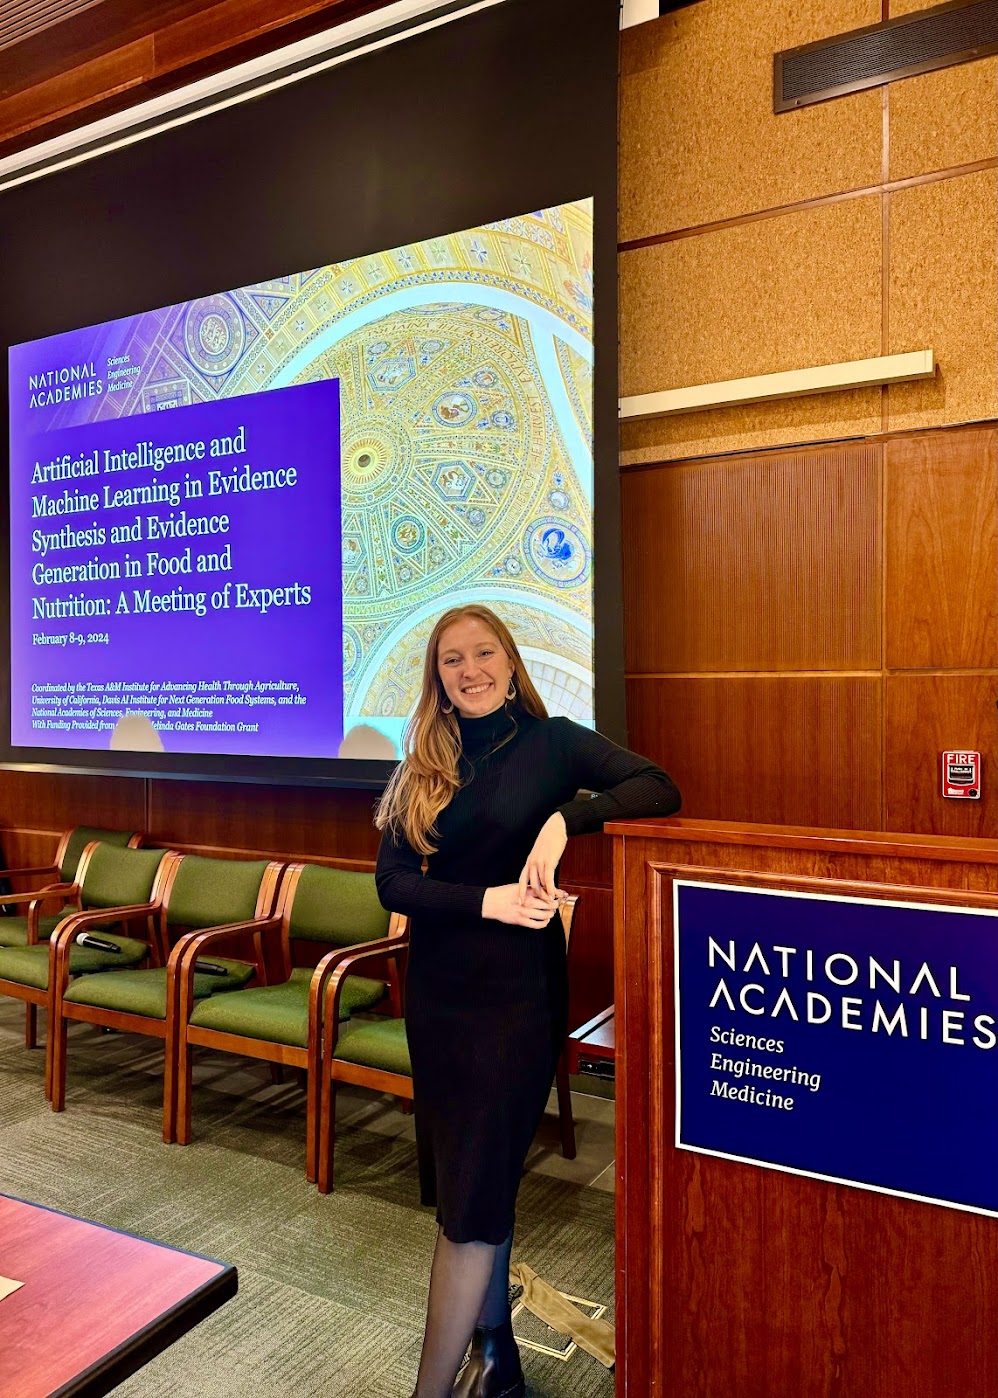 NATIONAL
ACADEMIES
Sciences
Engineering
Medicine
Artificial Intelligence and
Machine Learning in Evidence
Synthesis and Evidence
Generation in Food and
Nutrition: A Meeting of Experts
February 8-9, 2024
Coordinated by the Texas A&M Institute for Advancing Health Through Agriculture,
University of California, Davis AI Institute for Next Generation Food Systems, and the
National Academies of Sciences, Engineering, and Medicine
With Funding Provided from Melinda Gates Foundation Grant
FIRE
NATIONAL
ACADEMIES
Sciences
Engineering
Medicine